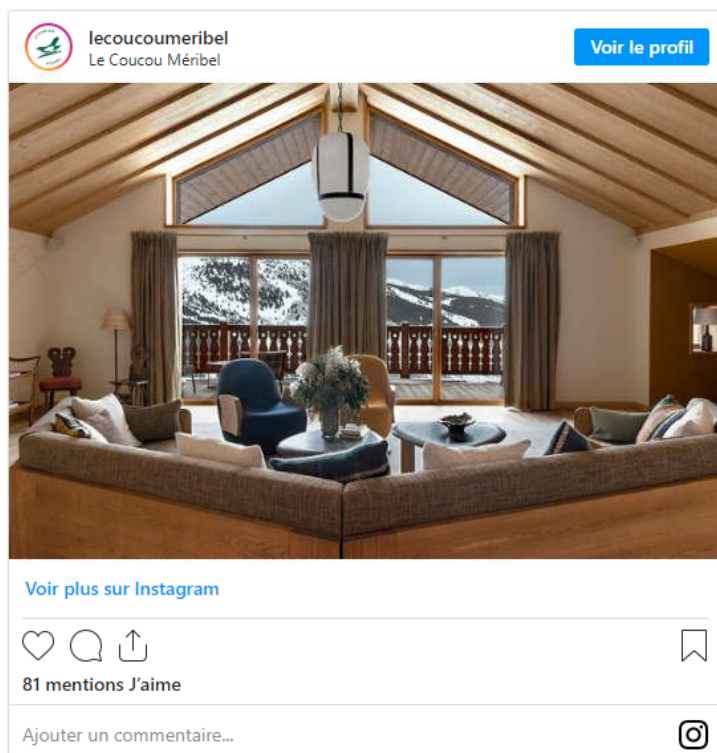 lecoucoumeribel
Le Coucou Méribel
Voir le profil
Voir plus sur Instagram
81 mentions J’aime
Ajouter un commentaire...